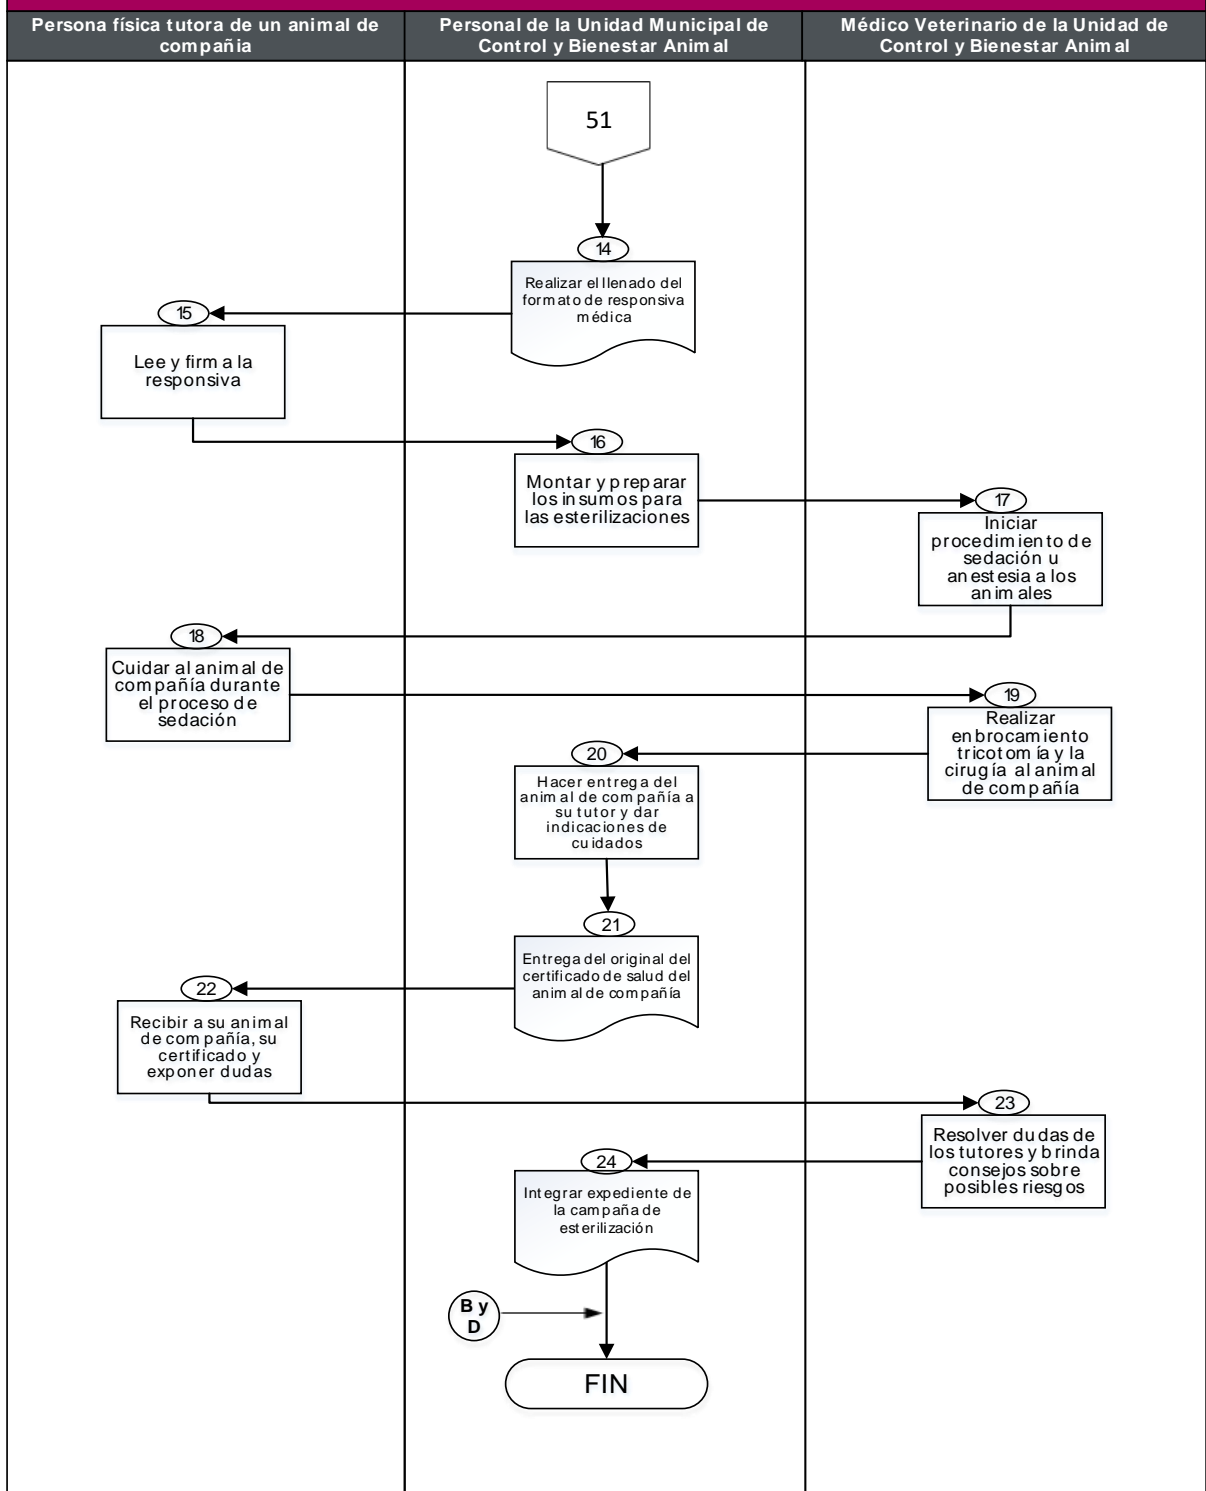 Persona física tutora de un animal de
compañia
Personal de la Unidad Municipal de
Control y Bienestar Animal
Médico Veterinario de la Unidad de
Control y Bienestar Animal
51
14
Realizar el llenado del
formato de responsiva
médica
15
Lee y firma la
responsiva
16
Montar y preparar
los insumos para
las esterilizaciones
17
Iniciar
procedimiento de
sedación u
anestesia a los
animales
18
Cuidar al animal de
compañía durante
el proceso de
sedación
19
Realizar
enbrocamiento
tricotomía y la
cirugía al animal
de compañía
20
Hacer entrega del
animal de compañía a
su tutor y dar
indicaciones de
cuidados
21
Entrega del original del
certificado de salud del
animal de compañía
22
Recibir a su animal
de compañía, su
certificado y
exponer dudas
23
Resolver dudas de
los tutores y brinda
consejos sobre
posibles riesgos
24
Integrar expediente de
la campaña de
esterilización
B y
D
FIN